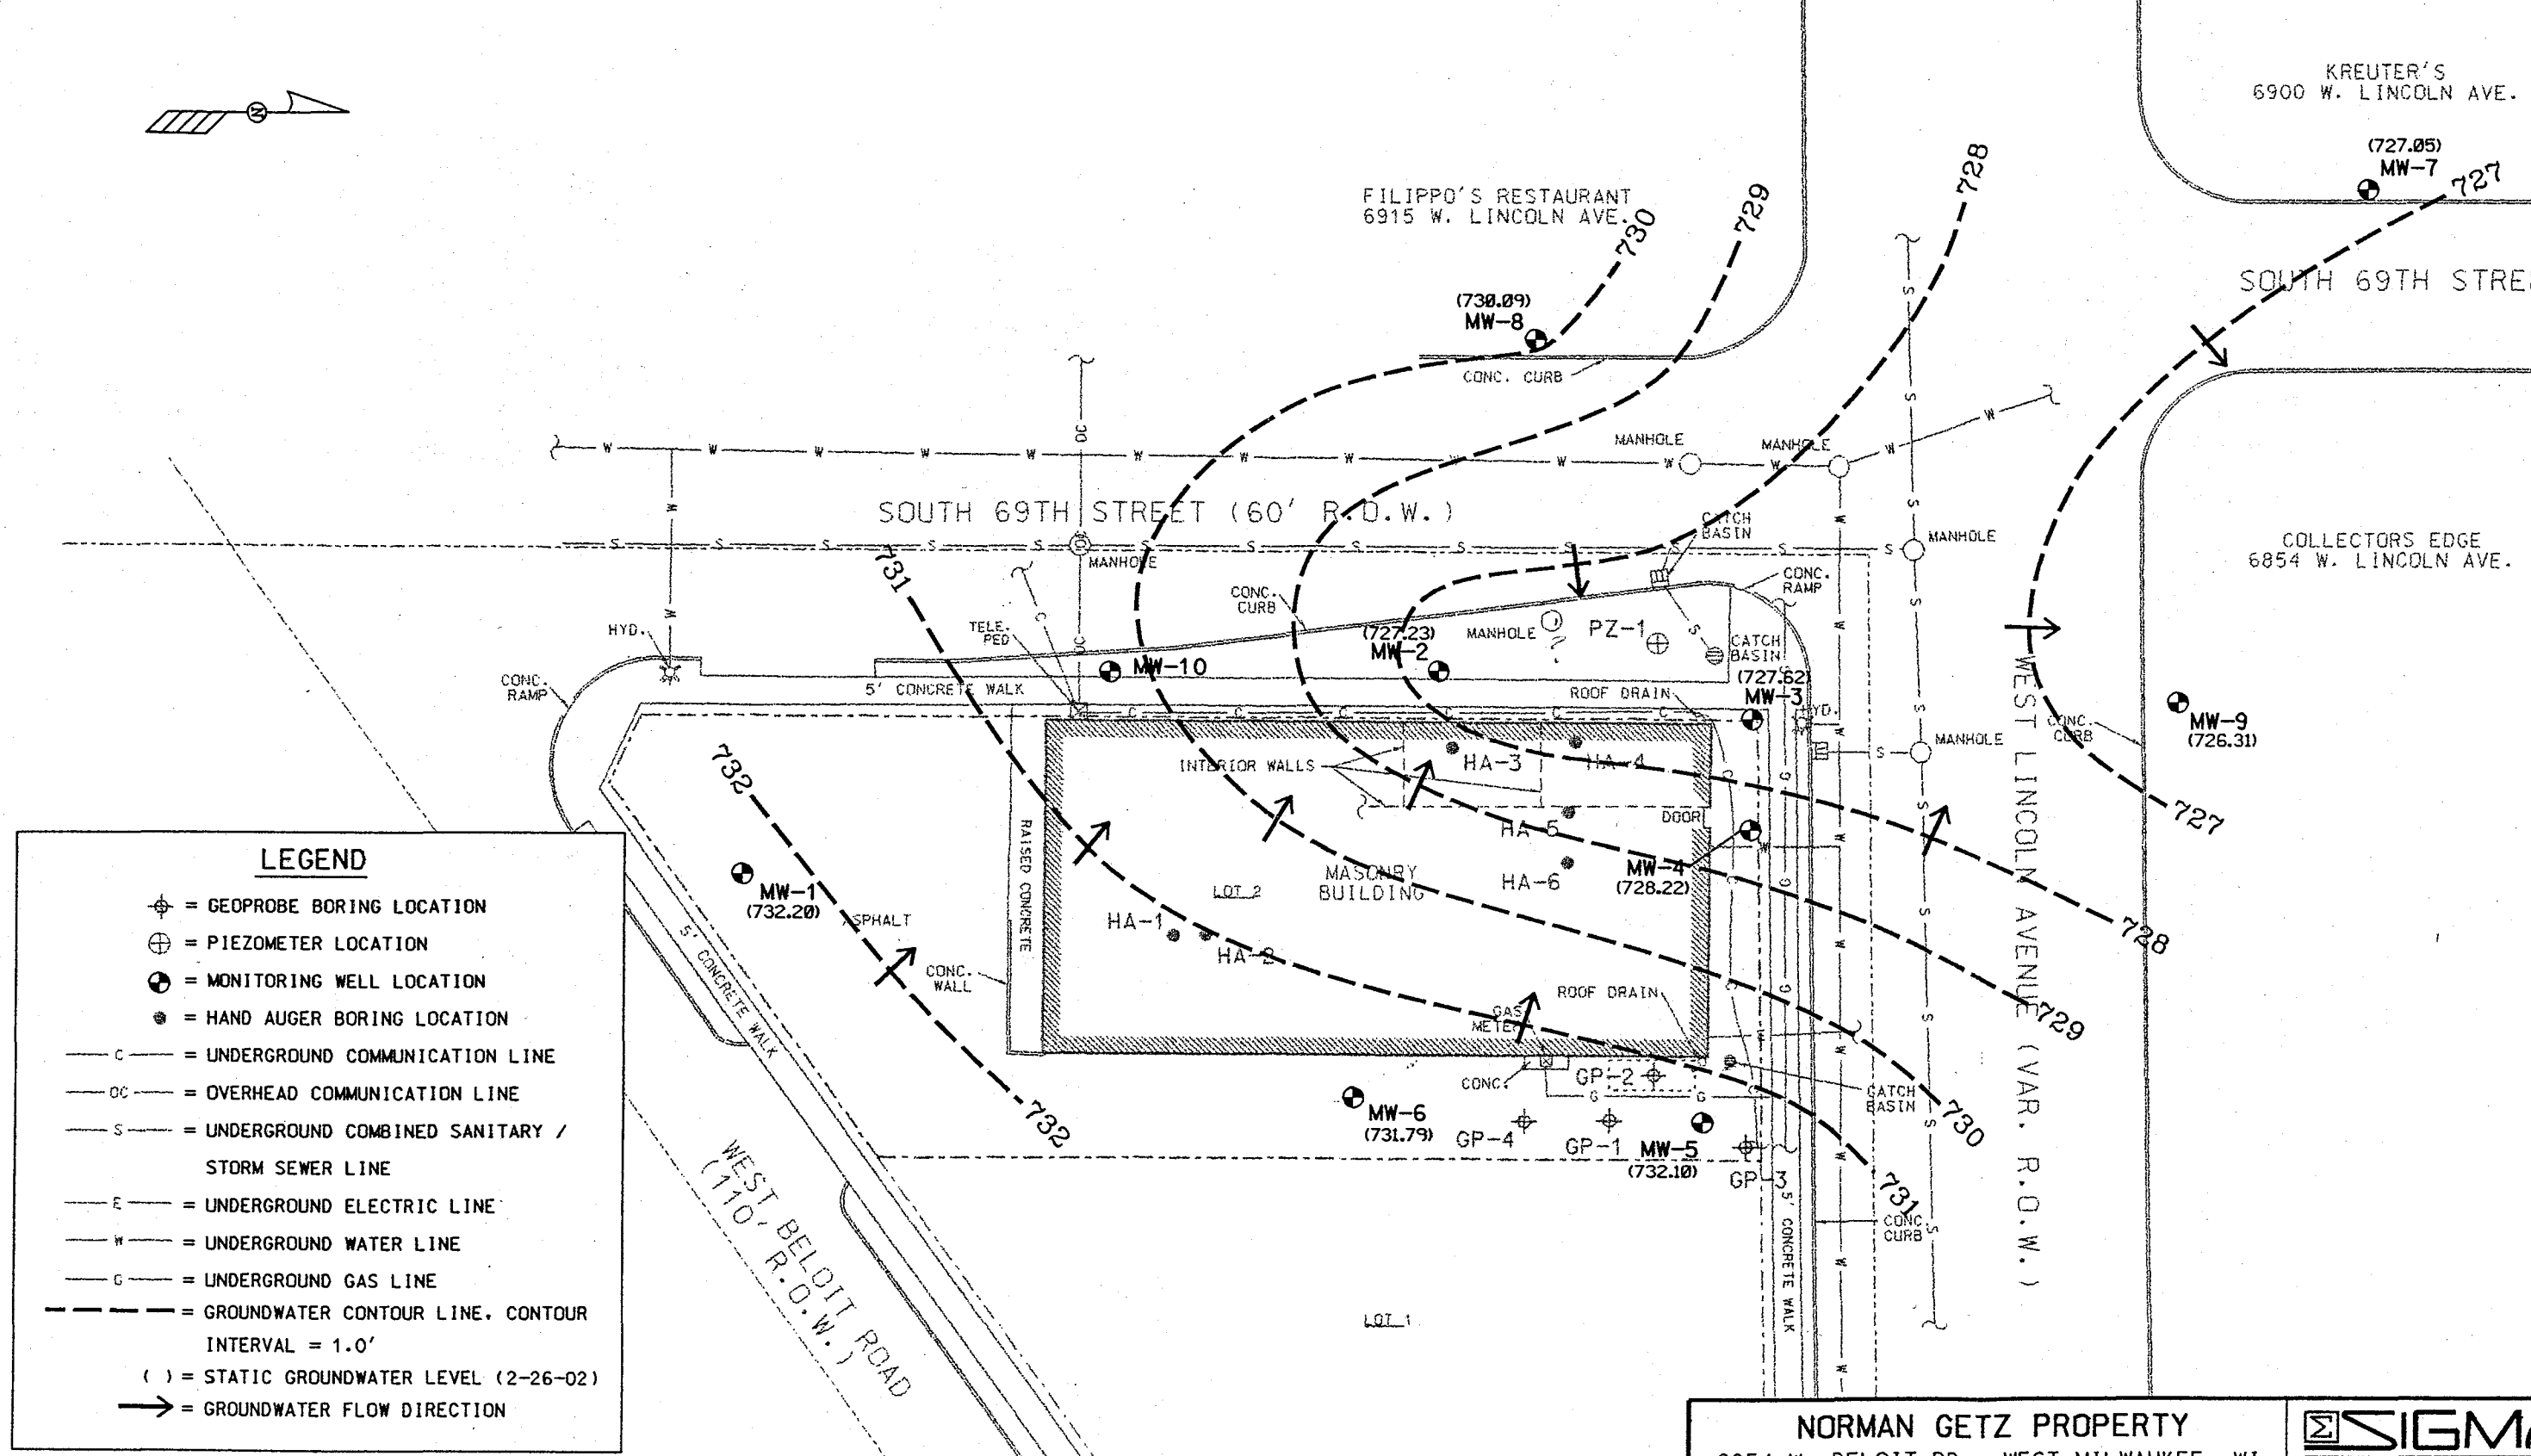 KREUTER'S
6900 W. LINCOLN AVE.
(727.05)
MW-7
727
728
FILIPPO'S RESTAURANT
6915 W. LINCOLN AVE.
729
730
N
(730.09)
MW-8
CONC. CURB
SOUTH 69TH
MANHOLE
MANHOLE
SOUTH 69TH STREET (60' R.O.W.)
CATCH
BASIN
MANHOLE
MANHOLE
COLLECTORS EDGE
6854 W. LINCOLN AVE.
731
CONC.
CURB
CONC.
RAMP
HYD.
TELE.
PED
(727.23)
MW-2
MANHOLE
PZ-1
CATCH
BASIN
MW-10
CONC.
RAMP
5' CONCRETE WALK
ROOF DRAIN
(727.62)
MW-3
HYD.
CONC.
CURB
MW-9
(726.31)
MANHOLE
732
INTERIOR WALLS
HA-3
HA-4
HA-5
DOOR
727
RAISED CONCRETE
MASONRY
BUILDING
LOT 2
HA-6
MW-4
(728.22)
MW-1
(732.20)
ASPHALT
HA-1
HA-2
728
CONC.
WALL
5' CONCRETE WALK
ROOF DRAIN
GAS
METER
729
WEST LINCOLN AVENUE (VAR. R.O.W.)
CONC.
GP-2
CATCH
BASIN
730
732
MW-6
(731.79)
GP-4
GP-1
MW-5
(732.10)
GP-3
731
CONC.
CURB
5' CONCRETE WALK
WEST BELOIT ROAD
(110' R.O.W.)
LOT 1
LEGEND
= GEOPROBE BORING LOCATION
= PIEZOMETER LOCATION
= MONITORING WELL LOCATION
= HAND AUGER BORING LOCATION
C = UNDERGROUND COMMUNICATION LINE
OC = OVERHEAD COMMUNICATION LINE
S = UNDERGROUND COMBINED SANITARY /
STORM SEWER LINE
E = UNDERGROUND ELECTRIC LINE
W = UNDERGROUND WATER LINE
G = UNDERGROUND GAS LINE
= GROUNDWATER CONTOUR LINE. CONTOUR
INTERVAL = 1.0'
( ) = STATIC GROUNDWATER LEVEL (2-26-02)
= GROUNDWATER FLOW DIRECTION
NORMAN GETZ PROPERTY
W. BELOIT RD., WEST MILWAUKEE, WI
Σ SIGMA